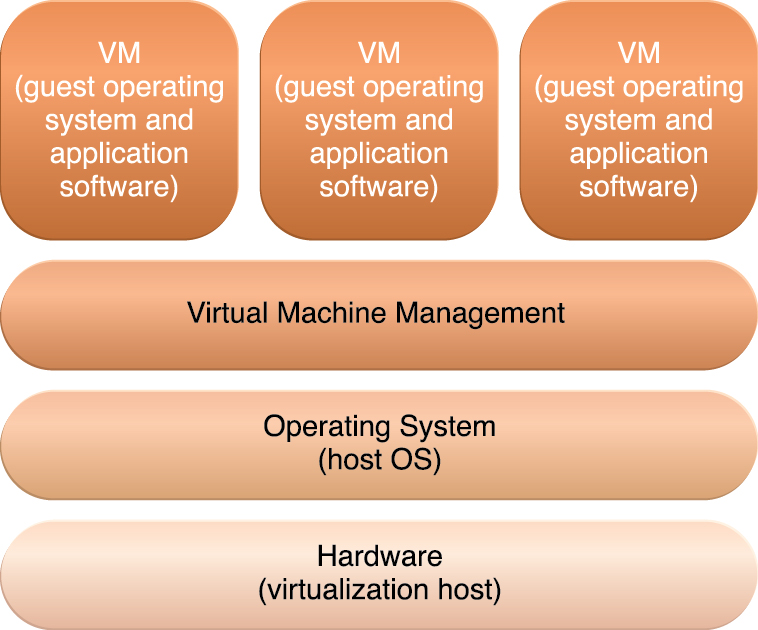 VM
(guest operating
system and
application
software)
VM
(guest operating
system and
application
software)
VM
(guest operating
system and
application
software)
Virtual Machine Management
Operating System
(host OS)
Hardware
(virtualization host)